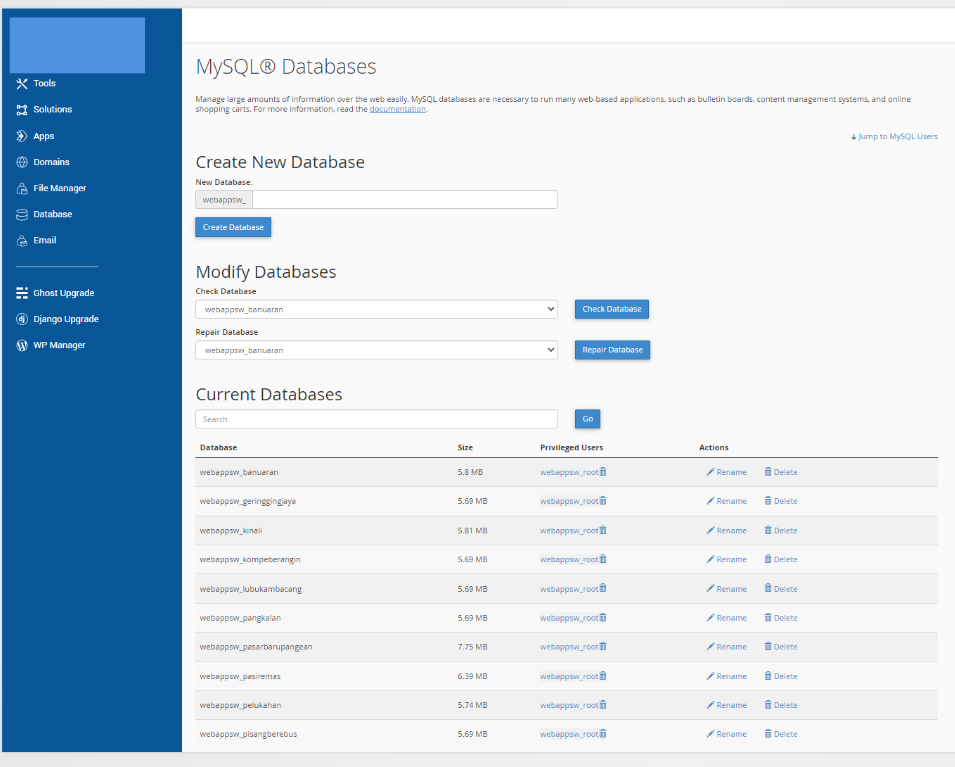 Tools
Solutions
Apps
Domains
File Manager
Database
Email
Ghost Upgrade
Django Upgrade
WP Manager
MySQL® Databases
Manage large amounts of information over the web easily. MySQL databases are necessary to run many web-based applications, such as bulletin boards, content management systems, and online
shopping carts. For more information, read the documentation.
Jump to MySQL Users
Create New Database
New Database:
webappsw_
Create Database
Modify Databases
Check Database
webappsw_banuaran Check Database
Repair Database
webappsw_banuaran Repair Database
Current Databases
Search Go
Database Size Privileged Users Actions
webappsw_banuaran 5.8 MB webappsw_root Rename Delete
webappsw_geringgingjaya 5.69 MB webappsw_root Rename Delete
webappsw_kinali 5.81 MB webappsw_root Rename Delete
webappsw_kompeberangin 5.69 MB webappsw_root Rename Delete
webappsw_lubukambacang 5.69 MB webappsw_root Rename Delete
webappsw_pangkalan 5.69 MB webappsw_root Rename Delete
webappsw_pasarbarupangean 7.75 MB webappsw_root Rename Delete
webappsw_pasiremas 6.39 MB webappsw_root Rename Delete
webappsw_pelukahan 5.74 MB webappsw_root Rename Delete
webappsw_pisangberebus 5.69 MB webappsw_root Rename Delete